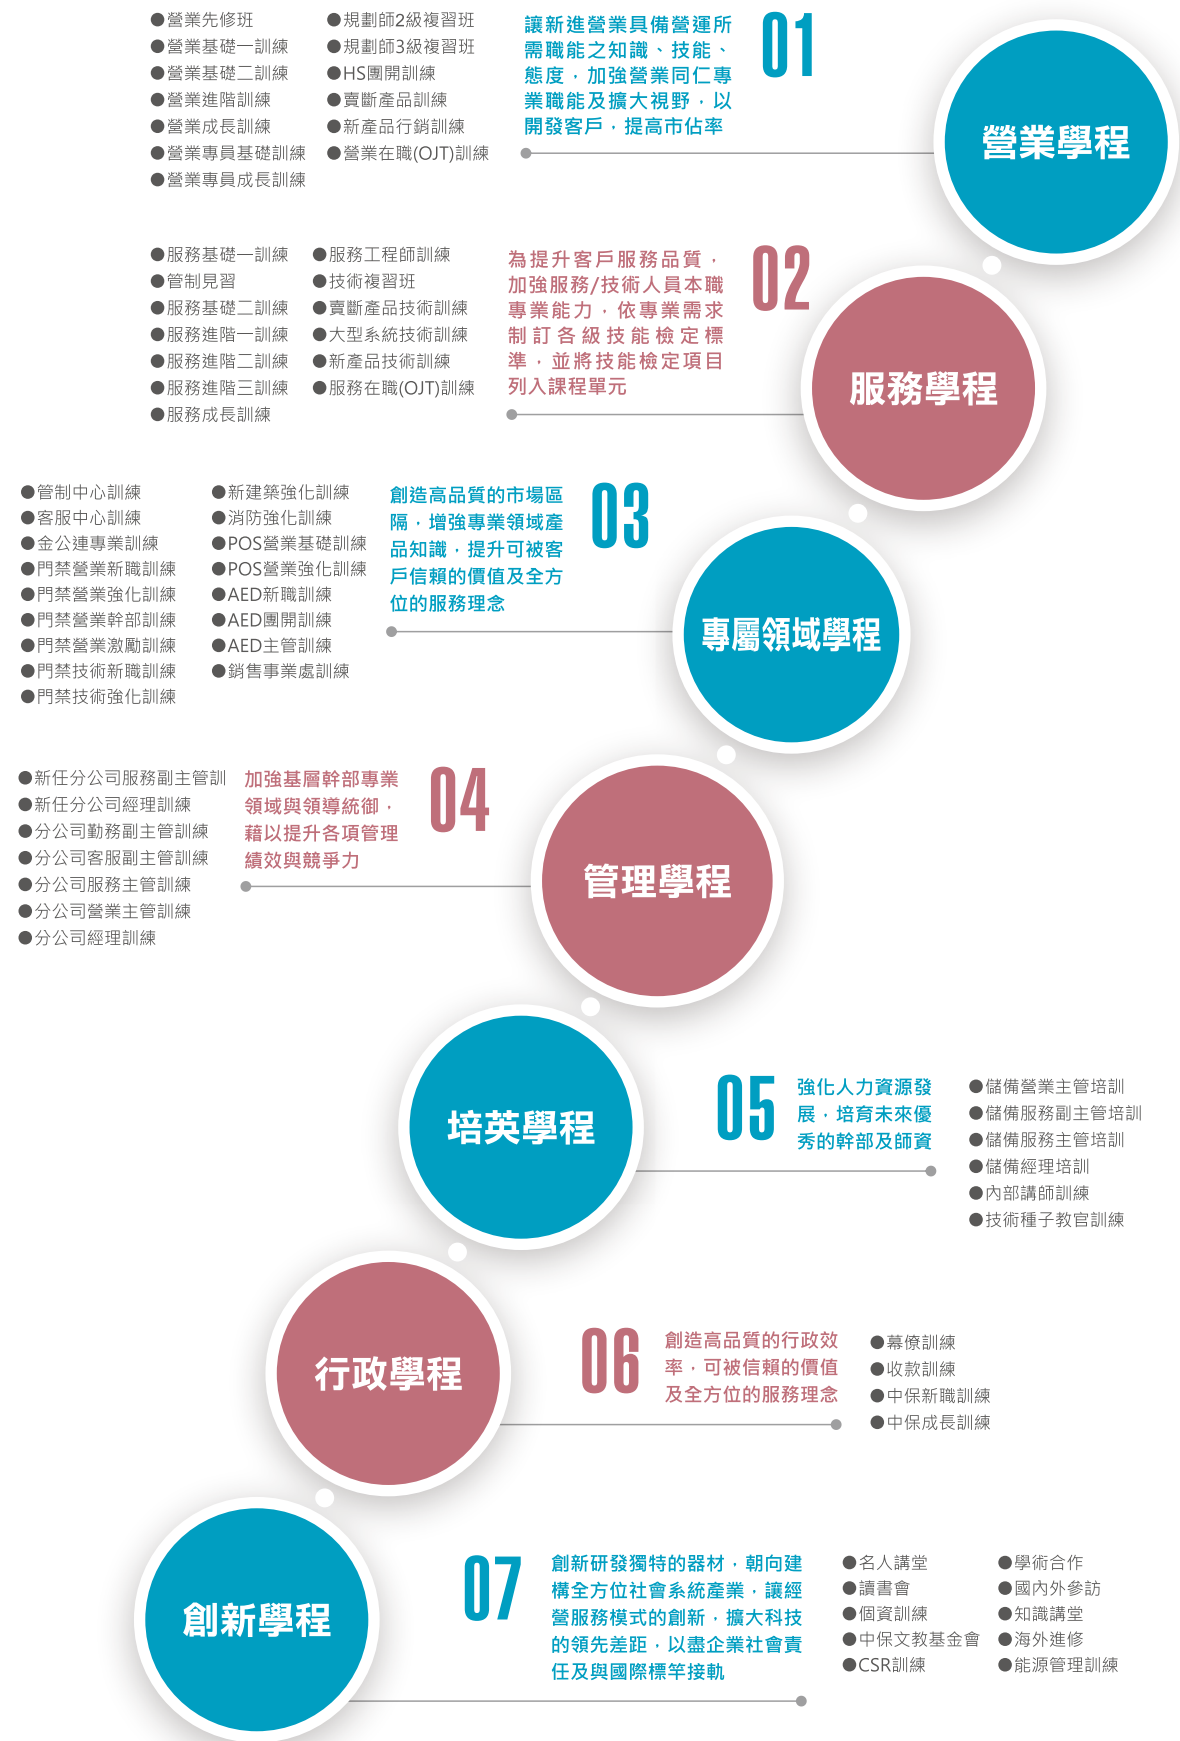 ●營業先修班
●營業基礎一訓練
●營業基礎二訓練
●營業進階訓練
●營業成長訓練
●營業專員基礎訓練
●營業專員成長訓練
●規劃師2級複習班
●規劃師3級複習班
●HS團開訓練
●賣斷產品訓練
●新產品行銷訓練
●營業在職(OJT)訓練
讓新進營業具備營運所
需職能之知識、技能、
態度，加強營業同仁專
業職能及擴大視野，以
開發客戶，提高市佔率
01
營業學程
●服務基礎一訓練
●管制見習
●服務基礎二訓練
●服務進階一訓練
●服務進階二訓練
●服務進階三訓練
●服務成長訓練
●服務工程師訓練
●技術複習班
●賣斷產品技術訓練
●大型系統技術訓練
●新產品技術訓練
●服務在職(OJT)訓練
為提升客戶服務品質，
加強服務/技術人員本職
專業能力，依專業需求
制訂各級技能檢定標
準，並將技能檢定項目
列入課程單元
02
服務學程
●管制中心訓練
●客服中心訓練
●金公連專業訓練
●門禁營業新職訓練
●門禁營業強化訓練
●門禁營業幹部訓練
●門禁營業激勵訓練
●門禁技術新職訓練
●門禁技術強化訓練
●新建築強化訓練
●消防強化訓練
●POS營業基礎訓練
●POS營業強化訓練
●AED新職訓練
●AED團開訓練
●AED主管訓練
●銷售事業處訓練
創造高品質的市場區
隔，增強專業領域產
品知識，提升可被客
戶信賴的價值及全方
位的服務理念
03
專屬領域學程
●新任分公司服務副主管訓
●新任分公司經理訓練
●分公司勤務副主管訓練
●分公司客服副主管訓練
●分公司服務主管訓練
●分公司營業主管訓練
●分公司經理訓練
加強基層幹部專業
領域與領導統御，
藉以提升各項管理
績效與競爭力
04
管理學程
培英學程
05
強化人力資源發
展，培育未來優
秀的幹部及師資
●儲備營業主管培訓
●儲備服務副主管培訓
●儲備服務主管培訓
●儲備經理培訓
●內部講師訓練
●技術種子教官訓練
行政學程
06
創造高品質的行政效
率，可被信賴的價值
及全方位的服務理念
●幕僚訓練
●收款訓練
●中保新職訓練
●中保成長訓練
創新學程
07
創新研發獨特的器材，朝向建
構全方位社會系統產業，讓經
營服務模式的創新，擴大科技
的領先差距，以盡企業社會責
任及與國際標竿接軌
●名人講堂
●讀書會
●個資訓練
●中保文教基金會
●CSR訓練
●學術合作
●國內外參訪
●知識講堂
●海外進修
●能源管理訓練